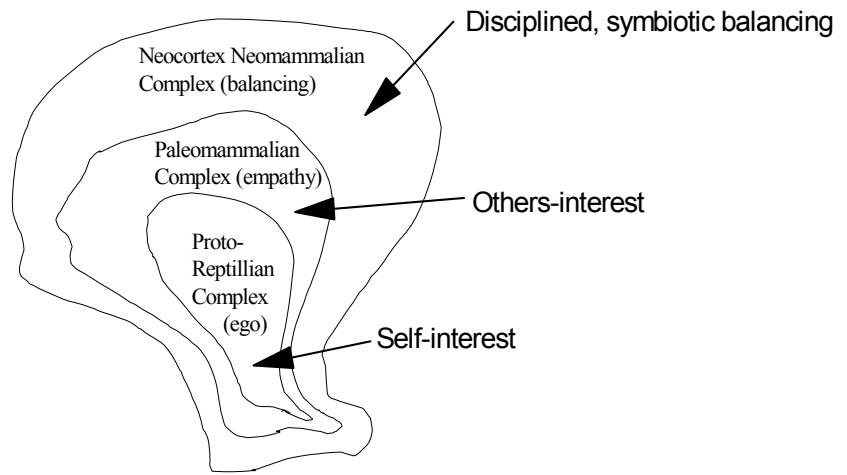 Disciplined, symbiotic balancing
Neocortex Neomammalian
Complex (balancing)
Paleomammalian
Complex (empathy)
Others-interest
Proto-
Reptillian
Complex
(ego)
Self-interest